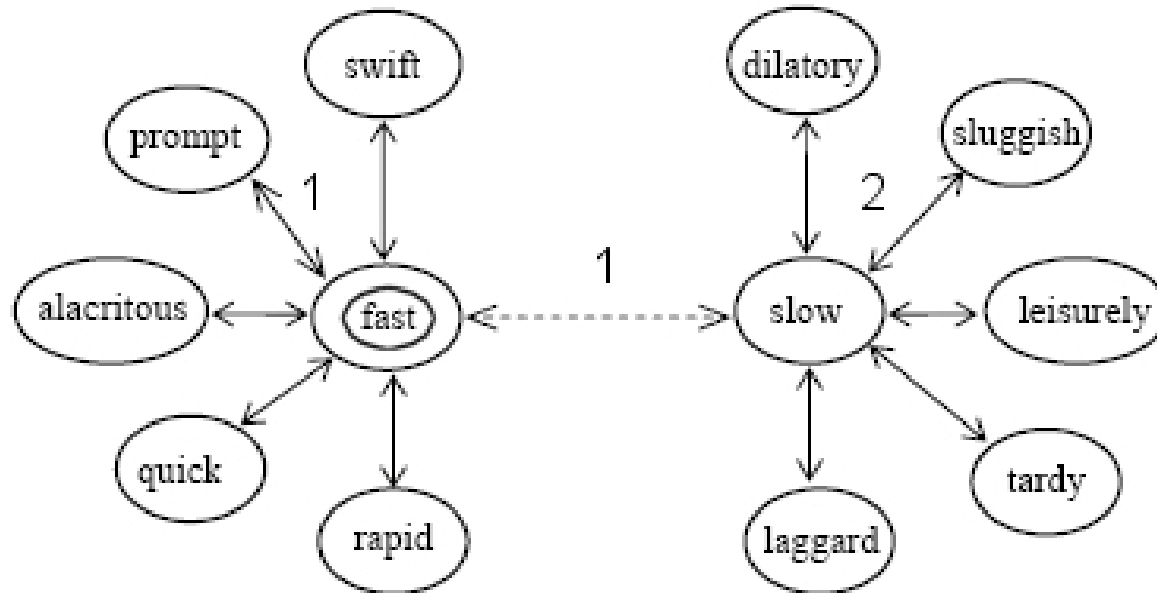 swift
dilatory
prompt
sluggish
1
2
alacritous
fast
1
slow
leisurely
quick
tardy
rapid
laggard